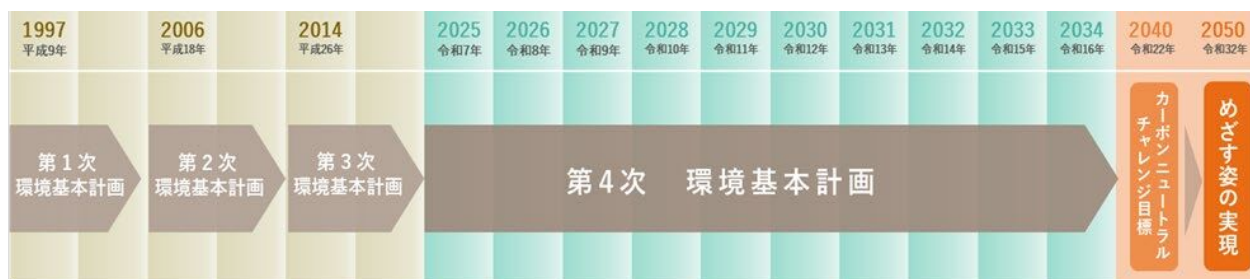 1997
平成9年
2006
平成18年
2014
平成26年
2025
令和7年
2026
令和8年
2027
令和9年
2028
令和10年
2029
令和11年
2030
令和12年
2031
令和13年
2032
令和14年
2033
令和15年
2034
令和16年
2040
令和22年
2050
令和32年
第1次
環境基本計画
第2次
環境基本計画
第3次
環境基本計画
第4次 環境基本計画
カーボンニュートラル
チャレンジ目標
めざす姿の実現